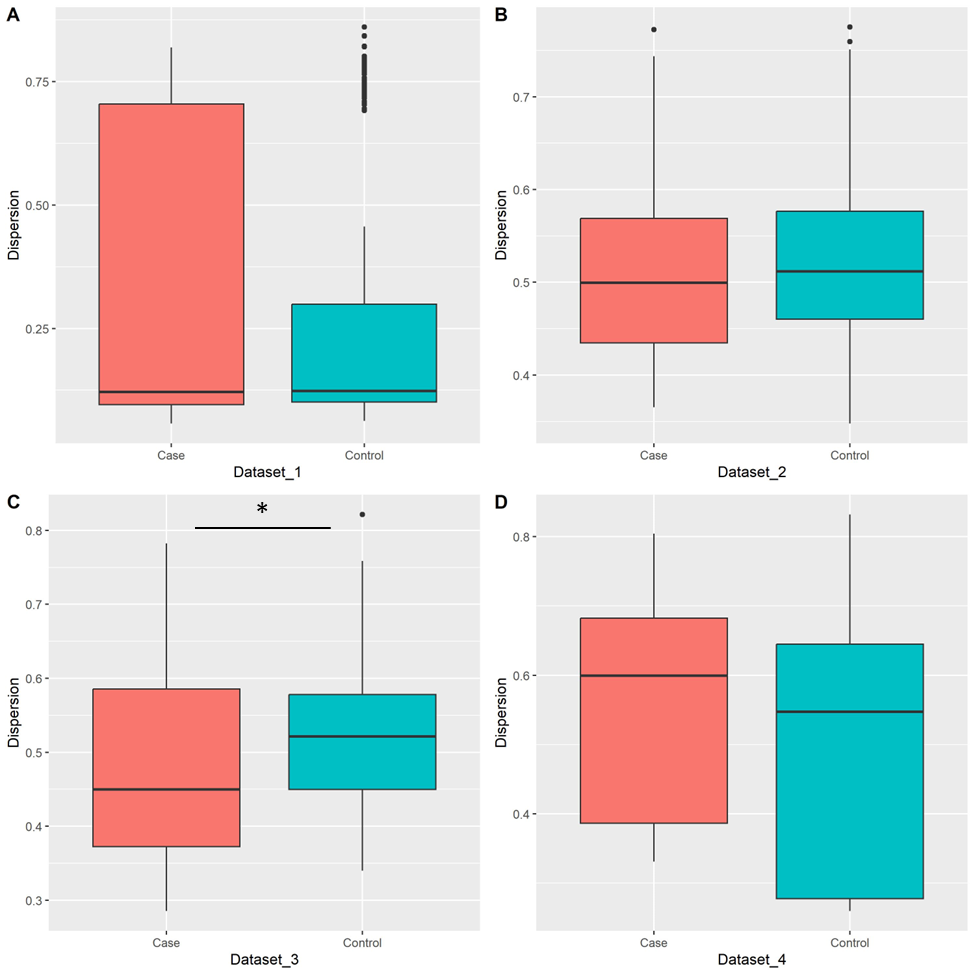 A
Dispersion
0.75
0.50
0.25
Case
Control
Dataset_1
B
Dispersion
0.7
0.6
0.5
0.4
Case
Control
Dataset_2
C
*
Dispersion
0.8
0.7
0.6
0.5
0.4
0.3
Case
Control
Dataset_3
D
Dispersion
0.8
0.6
0.4
Case
Control
Dataset_4